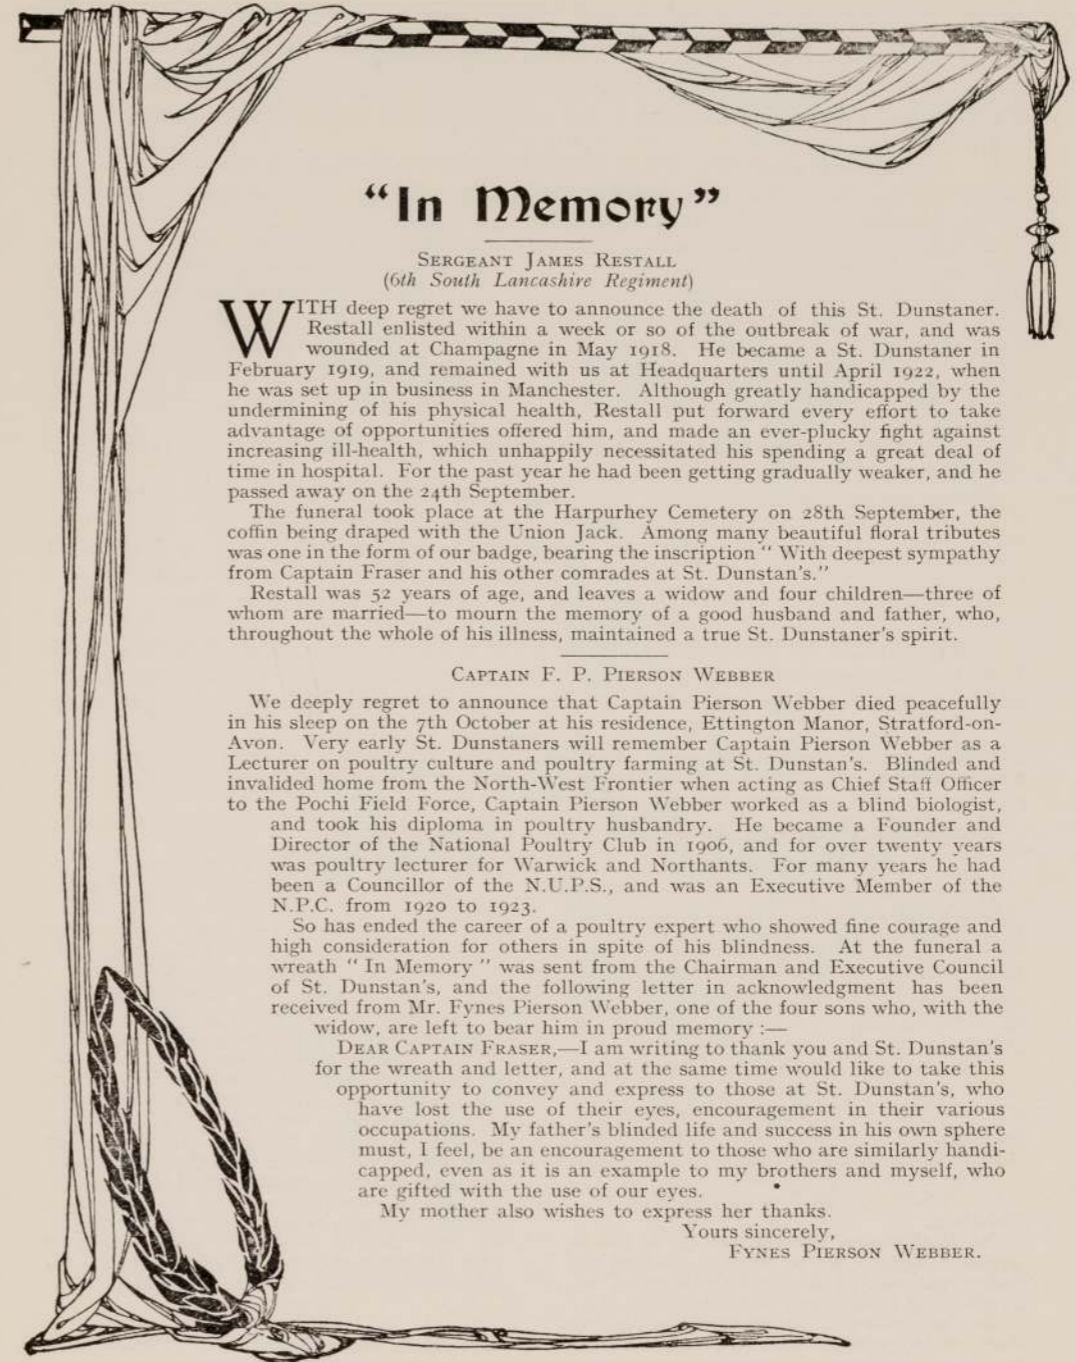 "In Memory"
SERGEANT JAMES RESTALL
(6th South Lancashire Regiment)
WITH deep regret we have to announce the death of this St. Dunstaner.
Restall enlisted within a week or so of the outbreak of war, and was
wounded at Champagne in May 1918. He became a St. Dunstaner in
February 1919, and remained with us at Headquarters until April 1922, when
he was set up in business in Manchester. Although greatly handicapped by the
undermining of his physical health, Restall put forward every effort to take
advantage of opportunities offered him, and made an ever-plucky fight against
increasing ill-health, which unhappily necessitated his spending a great deal of
time in hospital. For the past year he had been getting gradually weaker, and he
passed away on the 24th September.
The funeral took place at the Harpurhey Cemetery on 28th September, the
coffin being draped with the Union Jack. Among many beautiful floral tributes
was one in the form of our badge, bearing the inscription " With deepest sympathy
from Captain Fraser and his other comrades at St. Dunstan's."
Restall was 52 years of age, and leaves a widow and four children—three of
whom are married—to mourn the memory of a good husband and father, who,
throughout the whole of his illness, maintained a true St. Dunstaner's spirit.
CAPTAIN F. P. PIERSON WEBBER
We deeply regret to announce that Captain Pierson Webber died peacefully
in his sleep on the 7th October at his residence, Ettington Manor, Stratford-on-
Avon. Very early St. Dunstaners will remember Captain Pierson Webber as a
Lecturer on poultry culture and poultry farming at St. Dunstan's. Blinded and
invalided home from the North-West Frontier when acting as Chief Staff Officer
to the Pochi Field Force, Captain Pierson Webber worked as a blind biologist,
and took his diploma in poultry husbandry. He became a Founder and
Director of the National Poultry Club in 1906, and for over twenty years
was poultry lecturer for Warwick and Northants. For many years he had
been a Councillor of the N.U.P.S., and was an Executive Member of the
N.P.C. from 1920 to 1923.
So has ended the career of a poultry expert who showed fine courage and
high consideration for others in spite of his blindness. At the funeral a
wreath " In Memory " was sent from the Chairman and Executive Council
of St. Dunstan's, and the following letter in acknowledgment has been
received from Mr. Fynes Pierson Webber, one of the four sons who, with the
widow, are left to bear him in proud memory :—
DEAR CAPTAIN FRASER,—I am writing to thank you and St. Dunstan's
for the wreath and letter, and at the same time would like to take this
opportunity to convey and express to those at St. Dunstan's, who
have lost the use of their eyes, encouragement in their various
occupations. My father's blinded life and success in his own sphere
must, I feel, be an encouragement to those who are similarly handi-
capped, even as it is an example to my brothers and myself, who
are gifted with the use of our eyes.
My mother also wishes to express her thanks.
Yours sincerely,
FYNES PIERSON WEBBER.